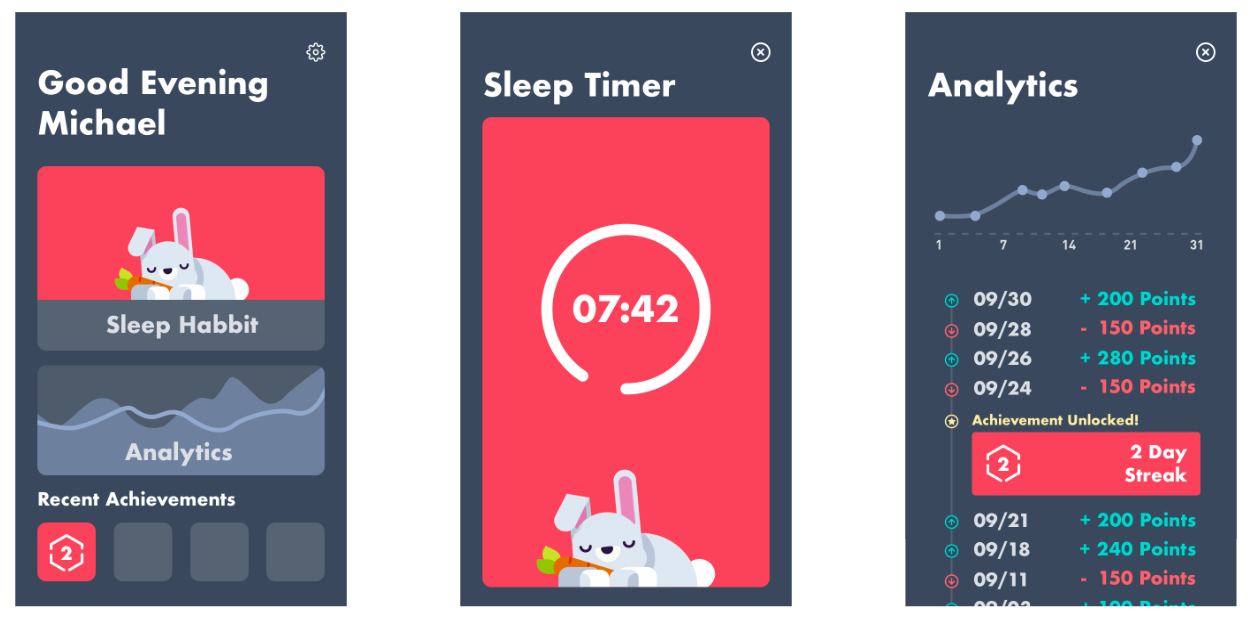 Good Evening
Michael
Sleep Habbit
Analytics
Recent Achievements
2
Sleep Timer
07:42
Analytics
1 7 14 21 31
09/30 + 200 Points
09/28 - 150 Points
09/26 + 280 Points
09/24 - 150 Points
Achievement Unlocked!
2 2 Day
Streak
09/21 + 200 Points
09/18 + 240 Points
09/11 - 150 Points